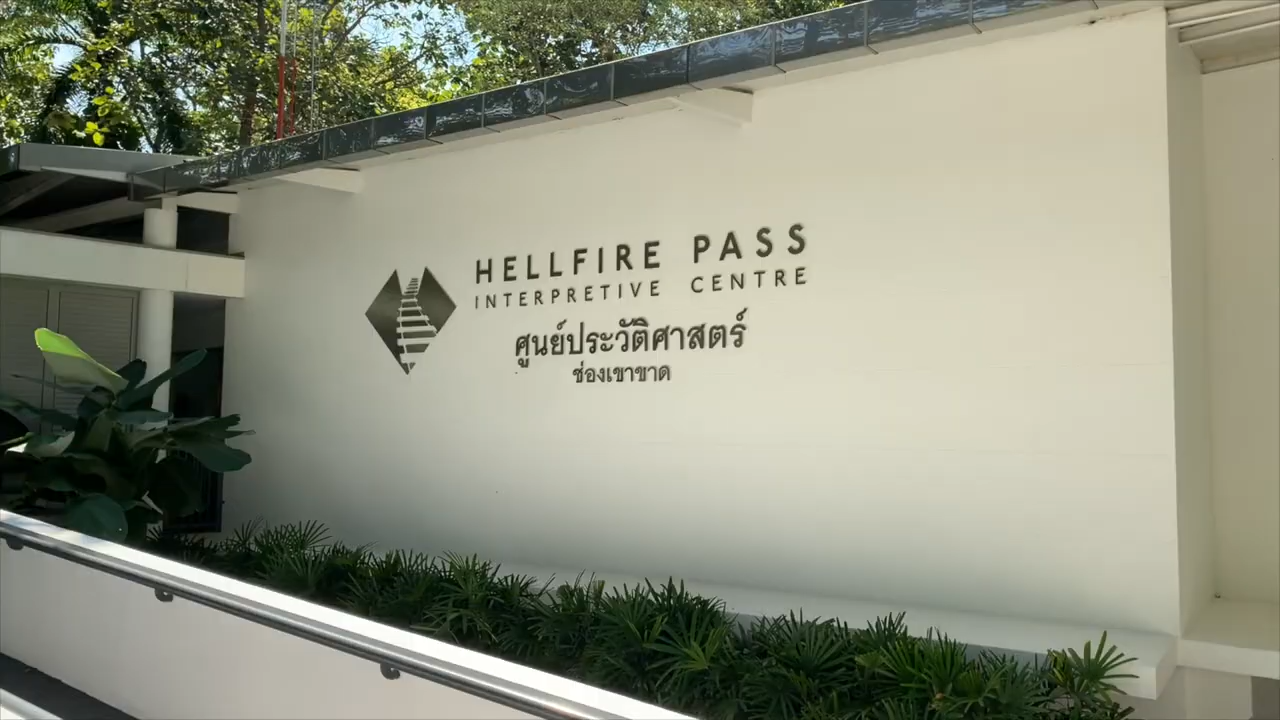 HELLFIRE PASS
INTERPRETIVE CENTRE
ศูนย์ประวัติศาสตร์
ช่องเขาขาด